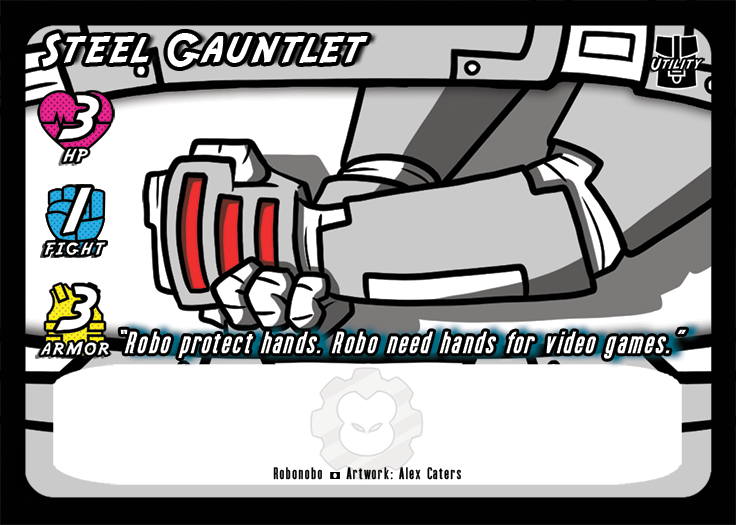 Steel Gauntlet
Utility
3
HP
1
Fight
3
Armor
"Robo protect hands. Robo need hands for video games."
Robonobo Artwork: Alex Caters